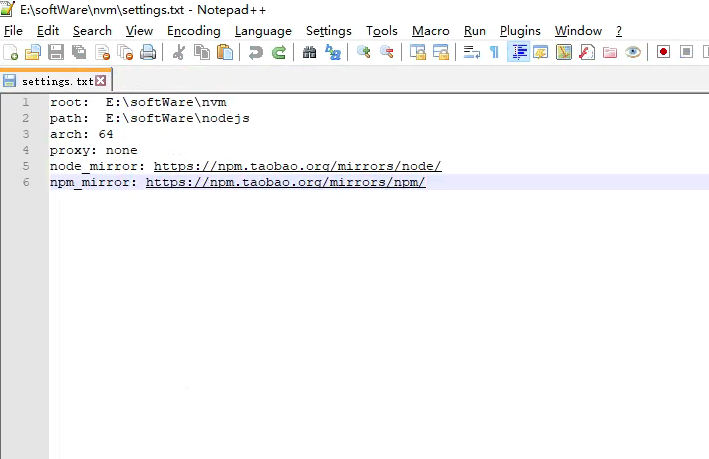 E:\softWare\nvm\settings.txt - Notepad++
File Edit Search View Encoding Language Settings Tools Macro Run Plugins Window ?
settings.txt
1 root:  E:\softWare\nvm
2 path:  E:\softWare\nodejs
3 arch: 64
4 proxy: none
5 node_mirror: https://npm.taobao.org/mirrors/node/
6 npm_mirror: https://npm.taobao.org/mirrors/npm/